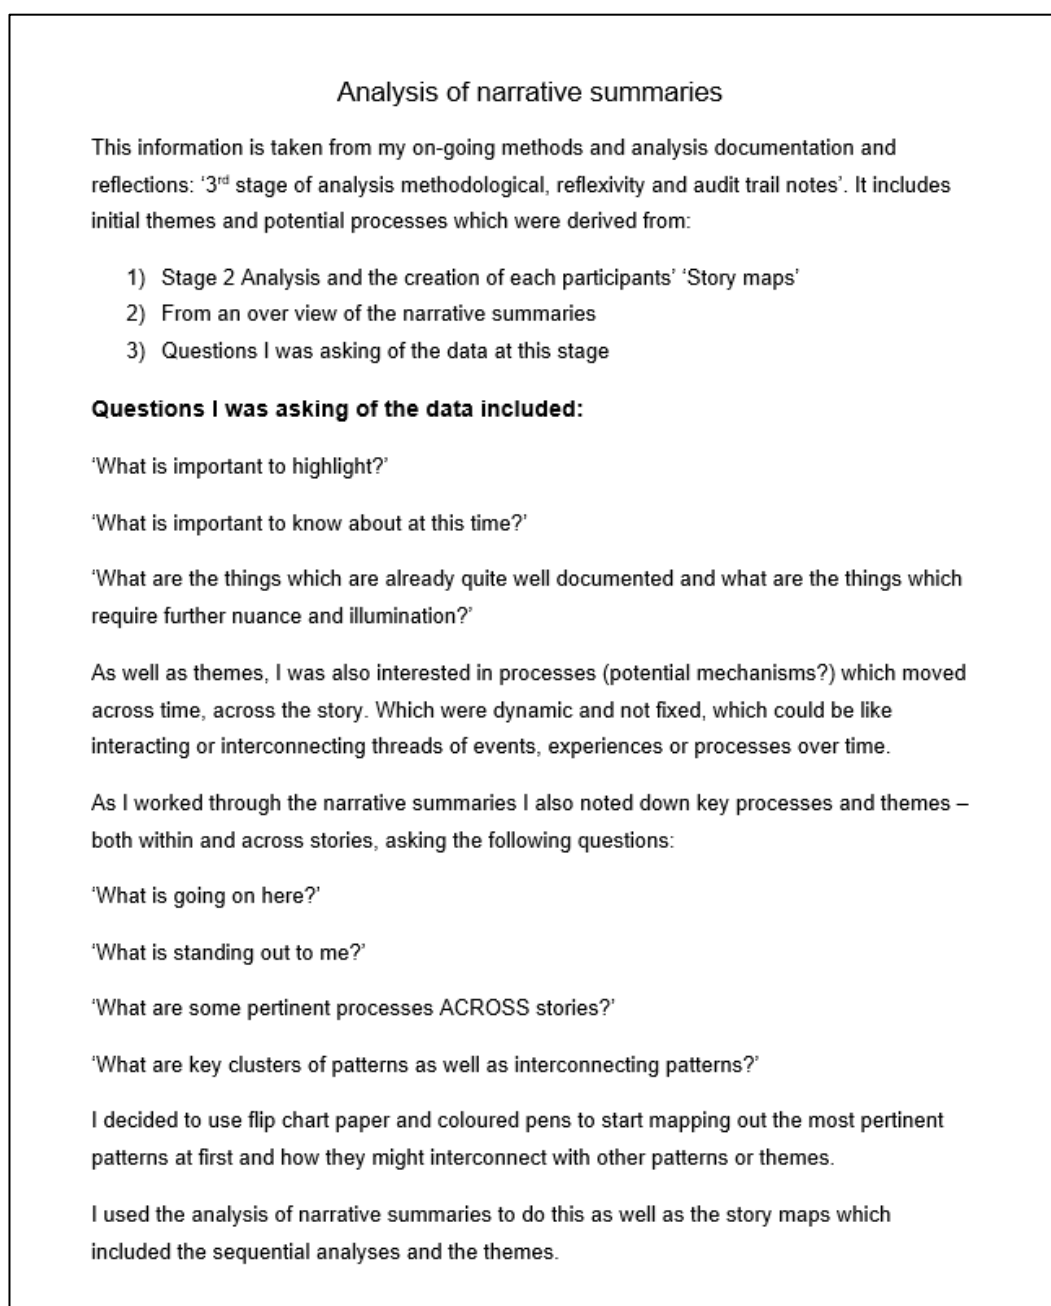 Analysis of narrative summaries
This information is taken from my on-going methods and analysis documentation and
reflections: ‘3rd stage of analysis methodological, reflexivity and audit trail notes’. It includes
initial themes and potential processes which were derived from:
1) Stage 2 Analysis and the creation of each participants’ ‘Story maps’
2) From an over view of the narrative summaries
3) Questions I was asking of the data at this stage
Questions I was asking of the data included:
‘What is important to highlight?’
‘What is important to know about at this time?’
‘What are the things which are already quite well documented and what are the things which
require further nuance and illumination?’
As well as themes, I was also interested in processes (potential mechanisms?) which moved
across time, across the story. Which were dynamic and not fixed, which could be like
interacting or interconnecting threads of events, experiences or processes over time.
As I worked through the narrative summaries I also noted down key processes and themes –
both within and across stories, asking the following questions:
‘What is going on here?’
‘What is standing out to me?’
‘What are some pertinent processes ACROSS stories?’
‘What are key clusters of patterns as well as interconnecting patterns?’
I decided to use flip chart paper and coloured pens to start mapping out the most pertinent
patterns at first and how they might interconnect with other patterns or themes.
I used the analysis of narrative summaries to do this as well as the story maps which
included the sequential analyses and the themes.